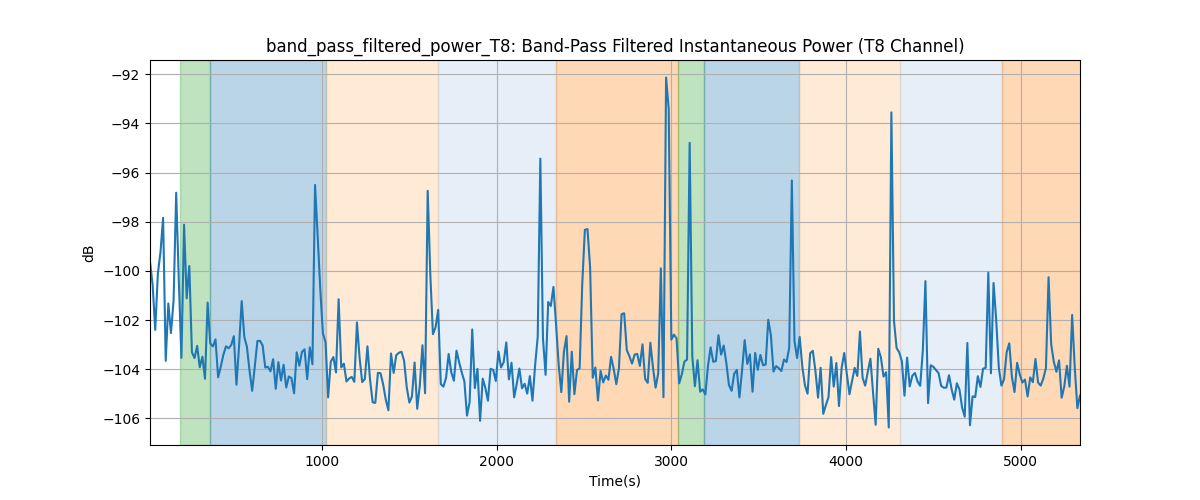 band_pass_filtered_power_T8: Band-Pass Filtered Instantaneous Power (T8 Channel)
−92
−94
−96
−98
−100
−102
−104
−106
dB
1000 2000 3000 4000 5000
Time(s)